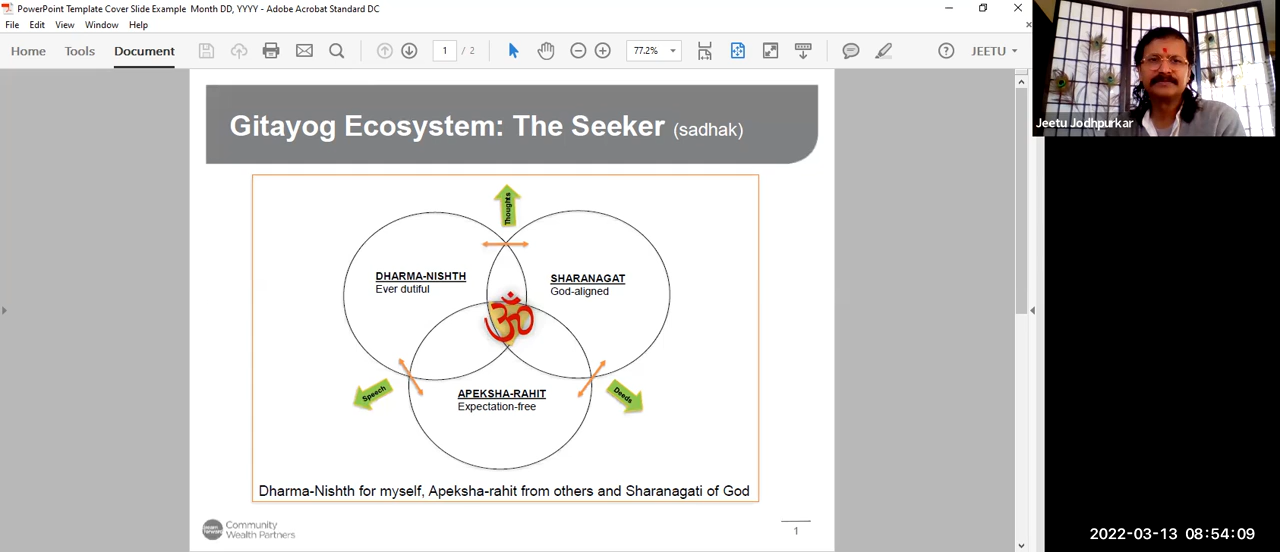 PowerPoint Template Cover Slide Example Month DD, YYYY - Adobe Acrobat Standard DC
File Edit View Window Help
Home Tools Document 1 / 2 77.2% JEETU
Jeetu Jodhpurkar
Gitayog Ecosystem: The Seeker (sadhak)
Thoughts
DHARMA-NISHTH
Ever dutiful
SHARANAGAT
God-aligned
ॐ
Speech
Deeds
APEKSHA-RAHIT
Expectation-free
Dharma-Nishth for myself, Apeksha-rahit from others and Sharanagati of God
Community
Wealth Partners
1
2022-03-13 08:54:09